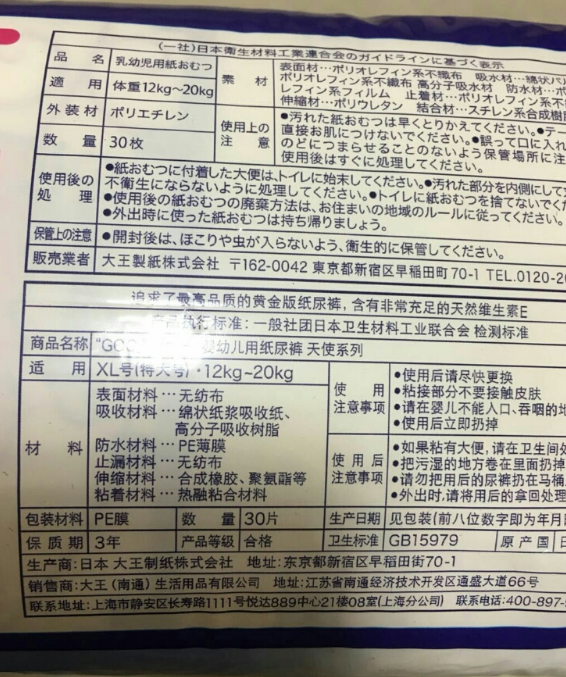 (一社)日本衛生材料工業連合会のガイドラインに基づく表示
品 名 乳幼児用紙おむつ
適 用 体重12kg~20kg
外装材 ポリエチレン
数 量 30枚
素 材
表面材…ポリオレフィン系不織布 吸水材…綿状パル
ポリオレフィン系不織布 高分子吸水材 防水材…ポ
レフィン系フィルム 止着材…ポリオレフィン系不
伸縮材…ポリウレタン 結合材…スチレン系合成樹
使用上の注意
●汚れた紙おむつは早くとりかえてください。●テー
直接お肌につけないでください。●誤って口に入れ
のどにつまらせることのないよう保管場所に注
使用後はすぐに処理してください。
使用後の処理
●紙おむつに付着した大便は、トイレに始末してください。●汚れた部分を内側にして
不衛生にならないように処理してください。●トイレに紙おむつを捨てないでくだ
●使用後の紙おむつの廃棄方法は、お住まいの地域のルールに従ってください。
●外出時に使った紙おむつは持ち帰りましょう。
保管上の注意 ●開封後は、ほこりや虫が入らないよう、衛生的に保管してください。
販売業者 大王製紙株式会社 〒162-0042 東京都新宿区早稲田町70-1 TEL.0120-20
追求了最高品质的黄金版纸尿裤,含有非常充足的天然维生素E
产品执行标准:一般社团日本卫生材料工业联合会 检测标准
商品名称 "GOO 婴幼儿用纸尿裤 天使系列
适 用 XL号(特大号)・12kg~20kg
材 料
表面材料…无纺布
吸收材料…绵状纸浆吸收纸、
高分子吸收树脂
防水材料…PE薄膜
止漏材料…无纺布
伸缩材料…合成橡胶、聚氨酯等
粘着材料…热融粘合材料
使 用 注意事项
●使用后请尽快更换
●粘接部分不要接触皮肤
●请在婴儿不能入口、吞咽的地
●使用后立即扔掉
使 用 后 注意事项
●如果粘有大便,请在卫生间处
●把污湿的地方卷在里面扔掉
●请勿把用后的尿裤扔在马桶
●外出时,请将用后的拿回处理
包装材料 PE膜 数 量 30片 生产日期 见包装(前八位数字即为年月
保 质 期 3年 产品等级 合格 卫生标准 GB15979 原 产 国 日
生产商:日本 大王制纸株式会社 地址:东京都新宿区早稻田街70-1
销售商:大王(南通)生活用品有限公司 地址:江苏省南通经济技术开发区通盛大道66号
联系地址:上海市静安区长寿路1111号悦达889中心21楼08室(上海分公司) 联系电话:400-897-